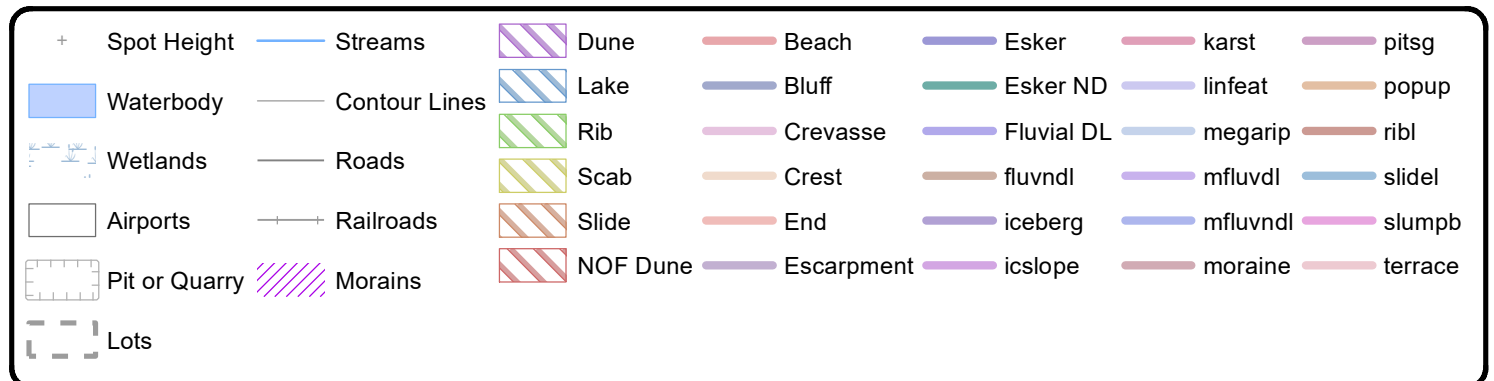 Spot Height
Waterbody
Wetlands
Airports
Pit or Quarry
Lots
Streams
Contour Lines
Roads
Railroads
Morains
Dune
Lake
Rib
Scab
Slide
NOF Dune
Beach
Bluff
Crevasse
Crest
End
Escarpment
Esker
Esker ND
Fluvial DL
fluvndl
iceberg
icslope
karst
linfeat
megarip
mfluvdl
mfluvndl
moraine
pitsg
popup
ribl
slidel
slumpb
terrace